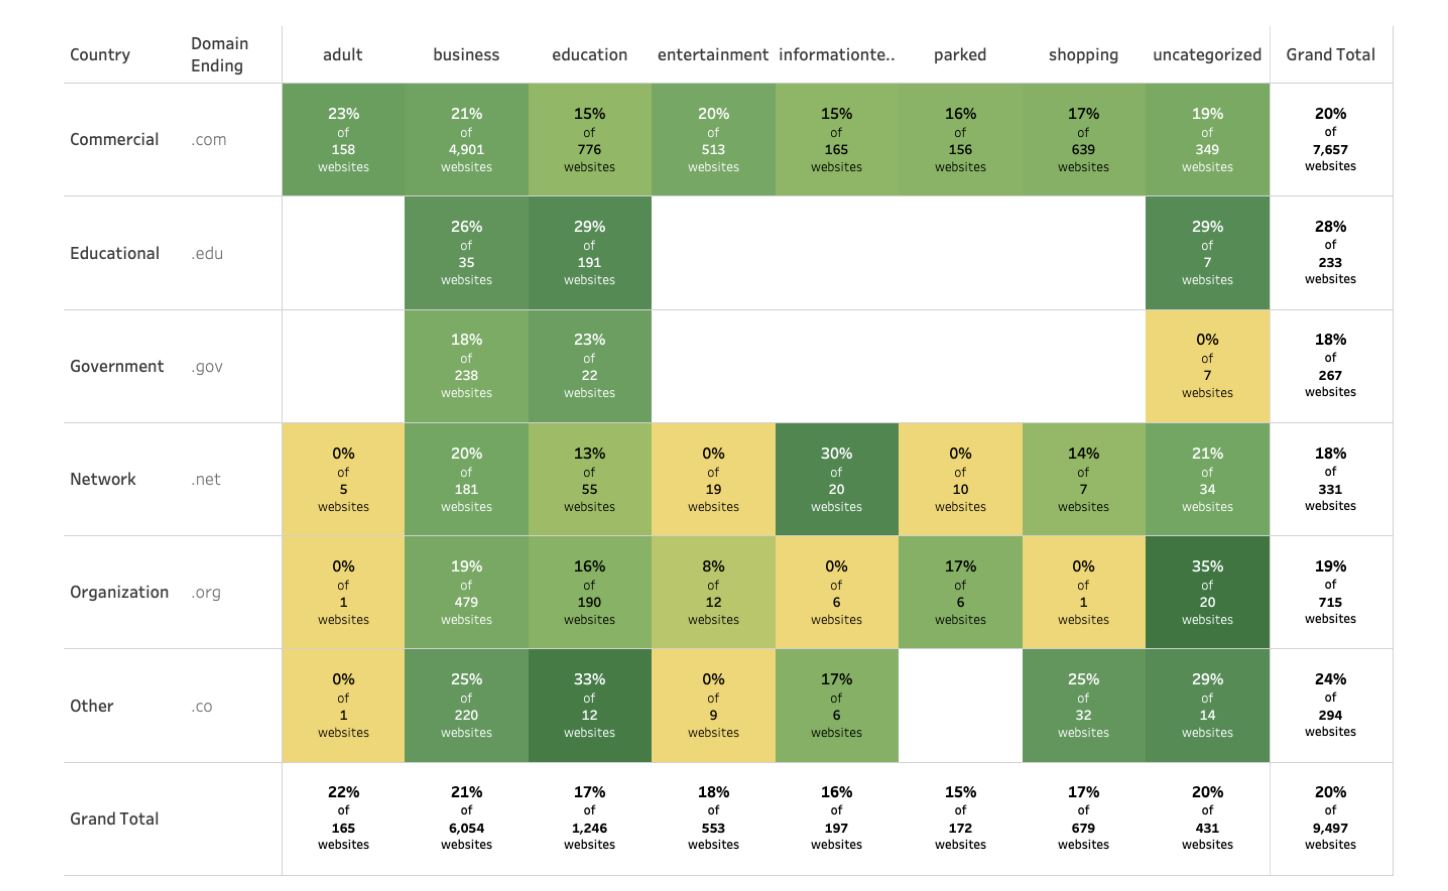 Country Domain Ending adult business education entertainment informationte.. parked shopping uncategorized Grand Total
Commercial .com
23% of 158 websites
21% of 4,901 websites
15% of 776 websites
20% of 513 websites
15% of 165 websites
16% of 156 websites
17% of 639 websites
19% of 349 websites
20% of 7,657 websites
Educational .edu
26% of 35 websites
29% of 191 websites
29% of 7 websites
28% of 233 websites
Government .gov
18% of 238 websites
23% of 22 websites
0% of 7 websites
18% of 267 websites
Network .net
0% of 5 websites
20% of 181 websites
13% of 55 websites
0% of 19 websites
30% of 20 websites
0% of 10 websites
14% of 7 websites
21% of 34 websites
18% of 331 websites
Organization .org
0% of 1 websites
19% of 479 websites
16% of 190 websites
8% of 12 websites
0% of 6 websites
17% of 6 websites
0% of 1 websites
35% of 20 websites
19% of 715 websites
Other .co
0% of 1 websites
25% of 220 websites
33% of 12 websites
0% of 9 websites
17% of 6 websites
25% of 32 websites
29% of 14 websites
24% of 294 websites
Grand Total
22% of 165 websites
21% of 6,054 websites
17% of 1,246 websites
18% of 553 websites
16% of 197 websites
15% of 172 websites
17% of 679 websites
20% of 431 websites
20% of 9,497 websites